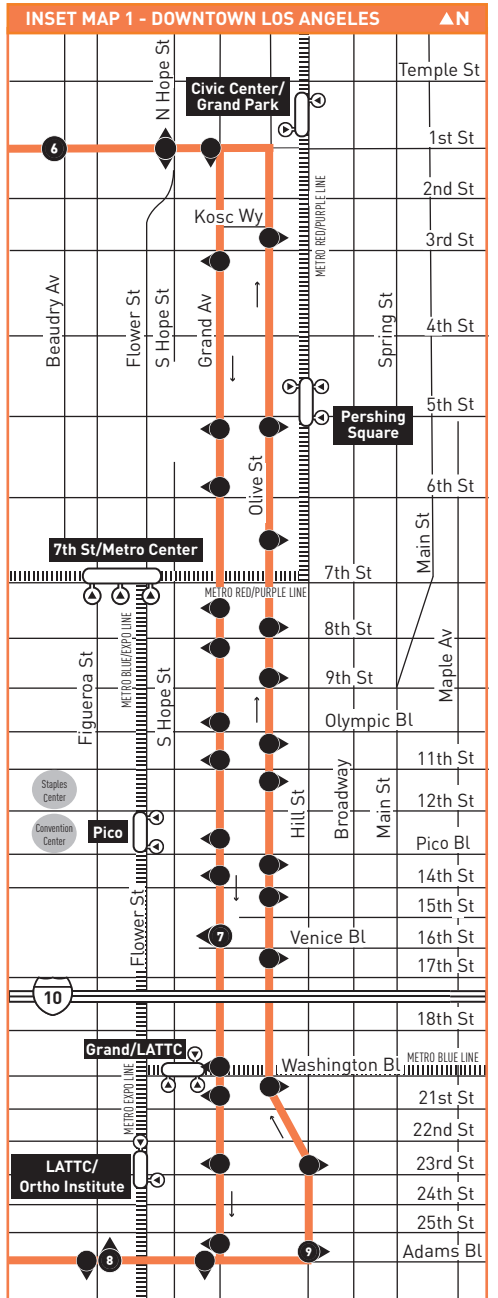 INSET MAP 1 - DOWNTOWN LOS ANGELES
N
N Hope St
Temple St
Civic Center/
Grand Park
6
1st St
2nd St
Kosc Wy
3rd St
METRO RED/PURPLE LINE
Beaudry Av
Flower St
S Hope St
Grand Av
Spring St
4th St
5th St
Pershing
Square
Olive St
6th St
Main St
7th St/Metro Center
7th St
METRO RED/PURPLE LINE
8th St
METRO BLUE/EXPO LINE
Figueroa St
S Hope St
9th St
Maple Av
Olympic Bl
11th St
Staples
Center
Hill St
Broadway
Main St
12th St
Convention
Center
Pico
Pico Bl
14th St
15th St
Flower St
7
Venice Bl
16th St
17th St
10
18th St
Grand/LATTC
Washington Bl
METRO BLUE LINE
METRO EXPO LINE
21st St
22nd St
LATTC/
Ortho Institute
23rd St
24th St
25th St
8
9
Adams Bl